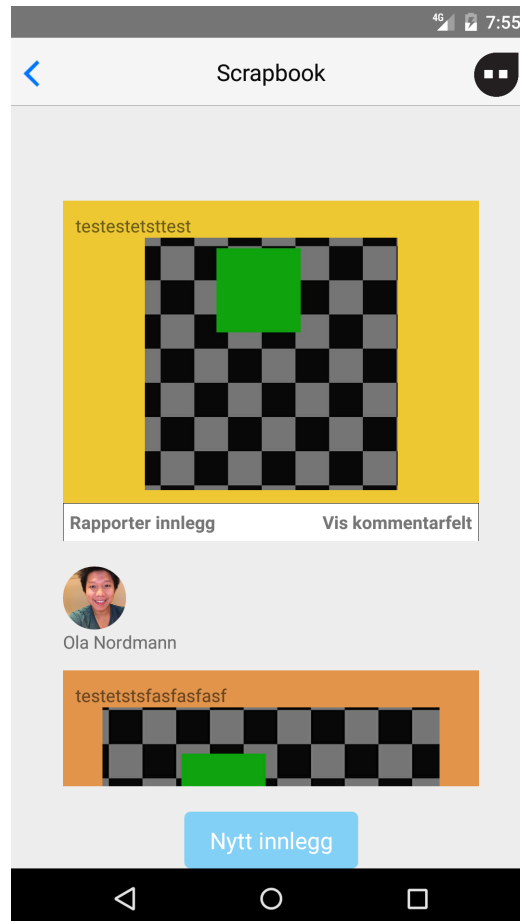 4G 7:55
Scrapbook
testestetsttest
Rapporter innlegg Vis kommentarfelt
Ola Nordmann
testetstsfasfasfasf
Nytt innlegg